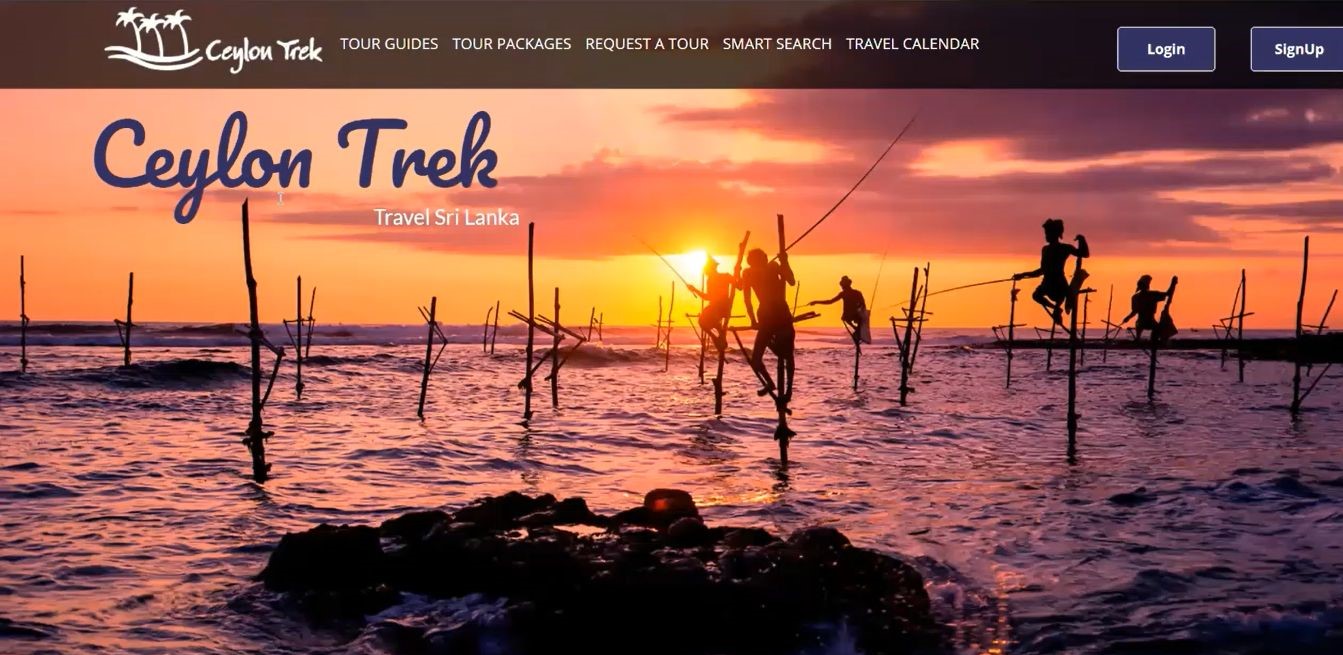 Ceylon Trek
TOUR GUIDES TOUR PACKAGES REQUEST A TOUR SMART SEARCH TRAVEL CALENDAR
Login
SignUp
Ceylon Trek
Travel Sri Lanka